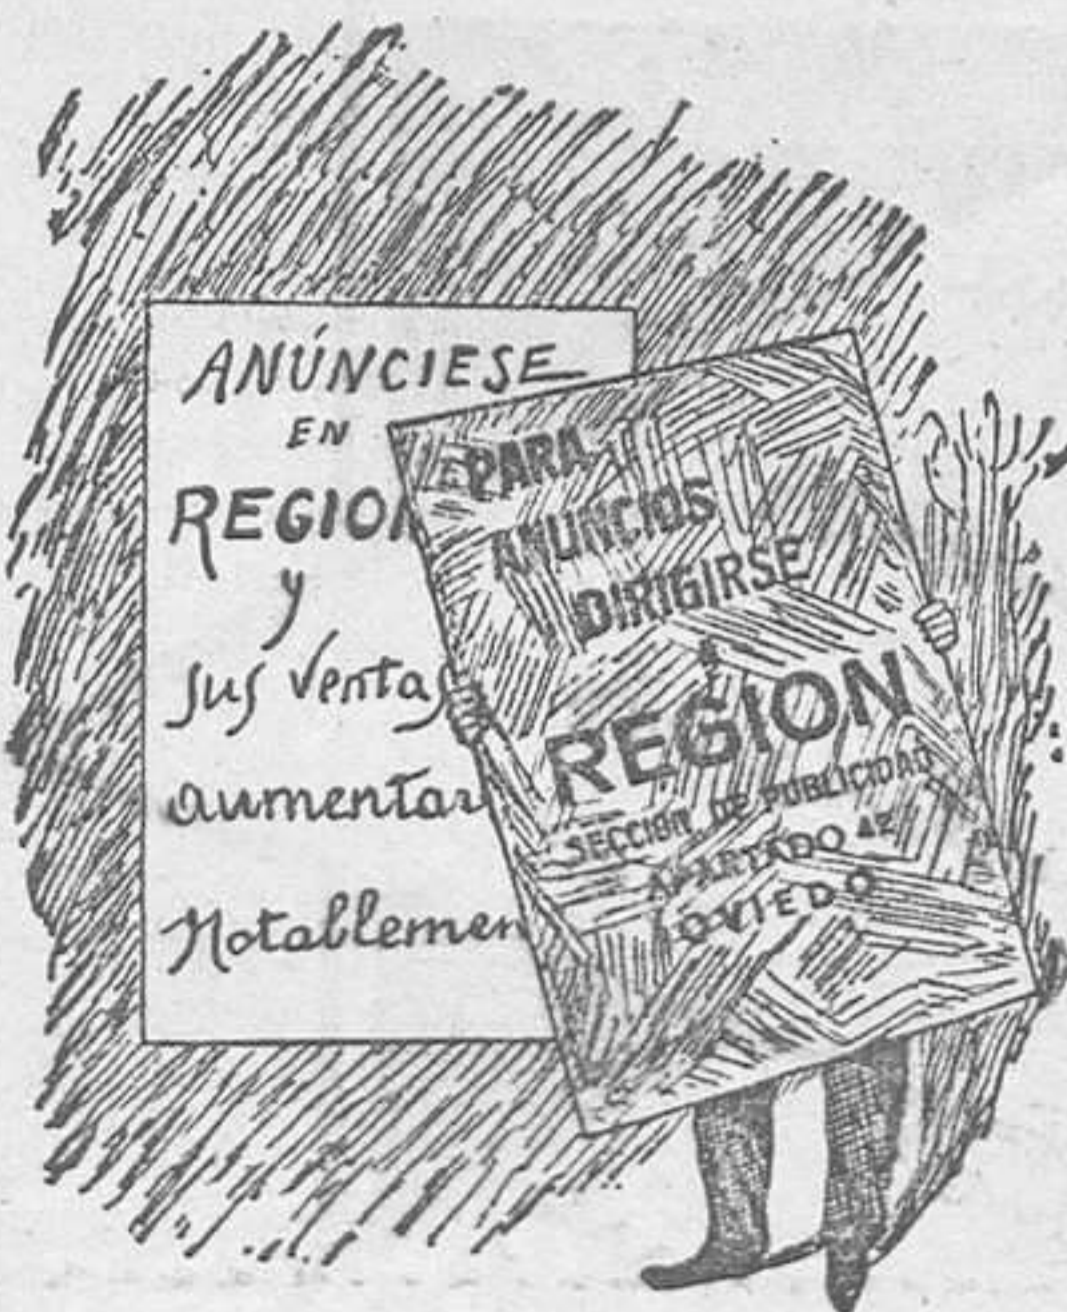 ANÚNCIESE
EN
REGION
y
sus ventas
aumentar
Notablemen
PARA
ANUNCIOS
DIRIGIRSE
á
REGION
SECCION DE PUBLICIDAD
APARTADO 42
OVIEDO